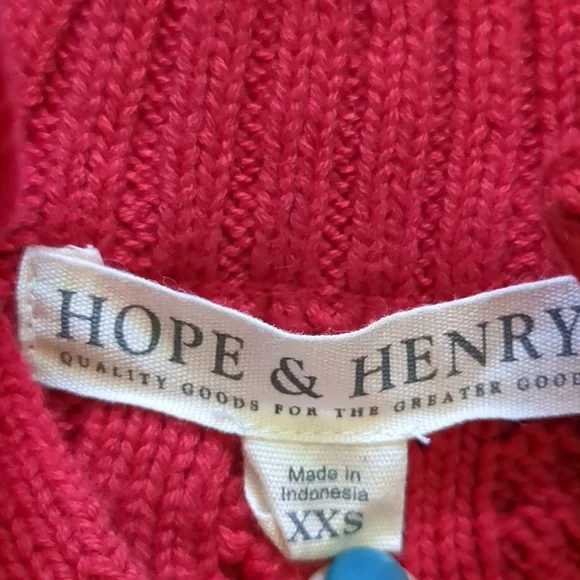 HOPE & HENRY
QUALITY GOODS FOR THE GREATER GOOD
Made in
Indonesia
XXS